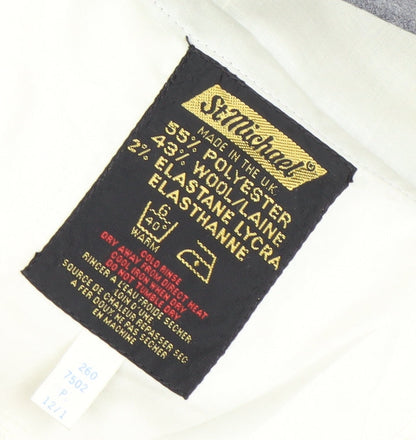 St Michael®
MADE IN THE U.K.
55% POLYESTER
43% WOOL/LAINE
2% ELASTANE LYCRA
ELASTHANNE
6
40°
WARM
COLD RINSE
DRY AWAY FROM DIRECT HEAT
COOL IRON WHEN DRY
DO NOT TUMBLE DRY
RINCER A L'EAU FROIDE SECHER
LOIN D'UNE
SOURCE DE CHALEUR REPASSER SEC
A FER DOUX NE PAS SECHER
EN MACHINE
260
7502
P
12/1